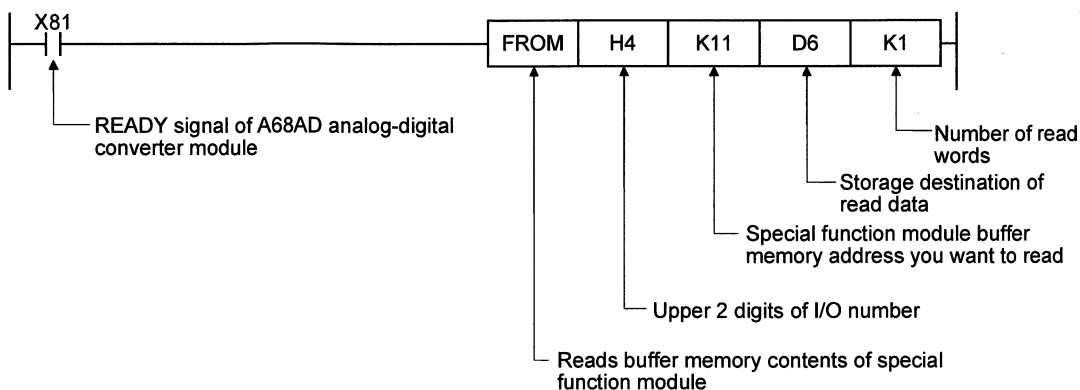 X81
FROM H4 K11 D6 K1
READY signal of A68AD analog-digital
converter module
Number of read
words
Storage destination of
read data
Special function module buffer
memory address you want to read
Upper 2 digits of I/O number
Reads buffer memory contents of special
function module